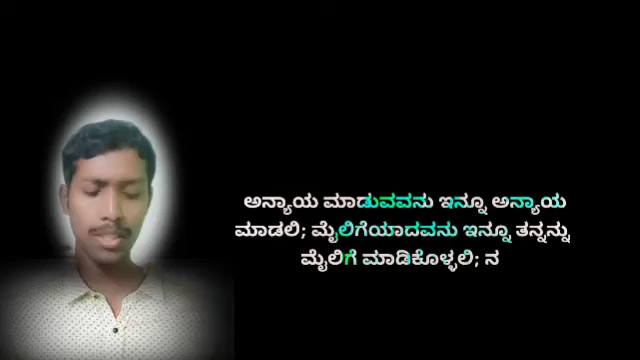 ಅನ್ಯಾಯ ಮಾಡುವವನು ಇನ್ನೂ ಅನ್ಯಾಯ
ಮಾಡಲಿ; ಮೈಲಿಗೆಯಾದವನು ಇನ್ನೂ ತನ್ನನ್ನು
ಮೈಲಿಗೆ ಮಾಡಿಕೊಳ್ಳಲಿ; ನ